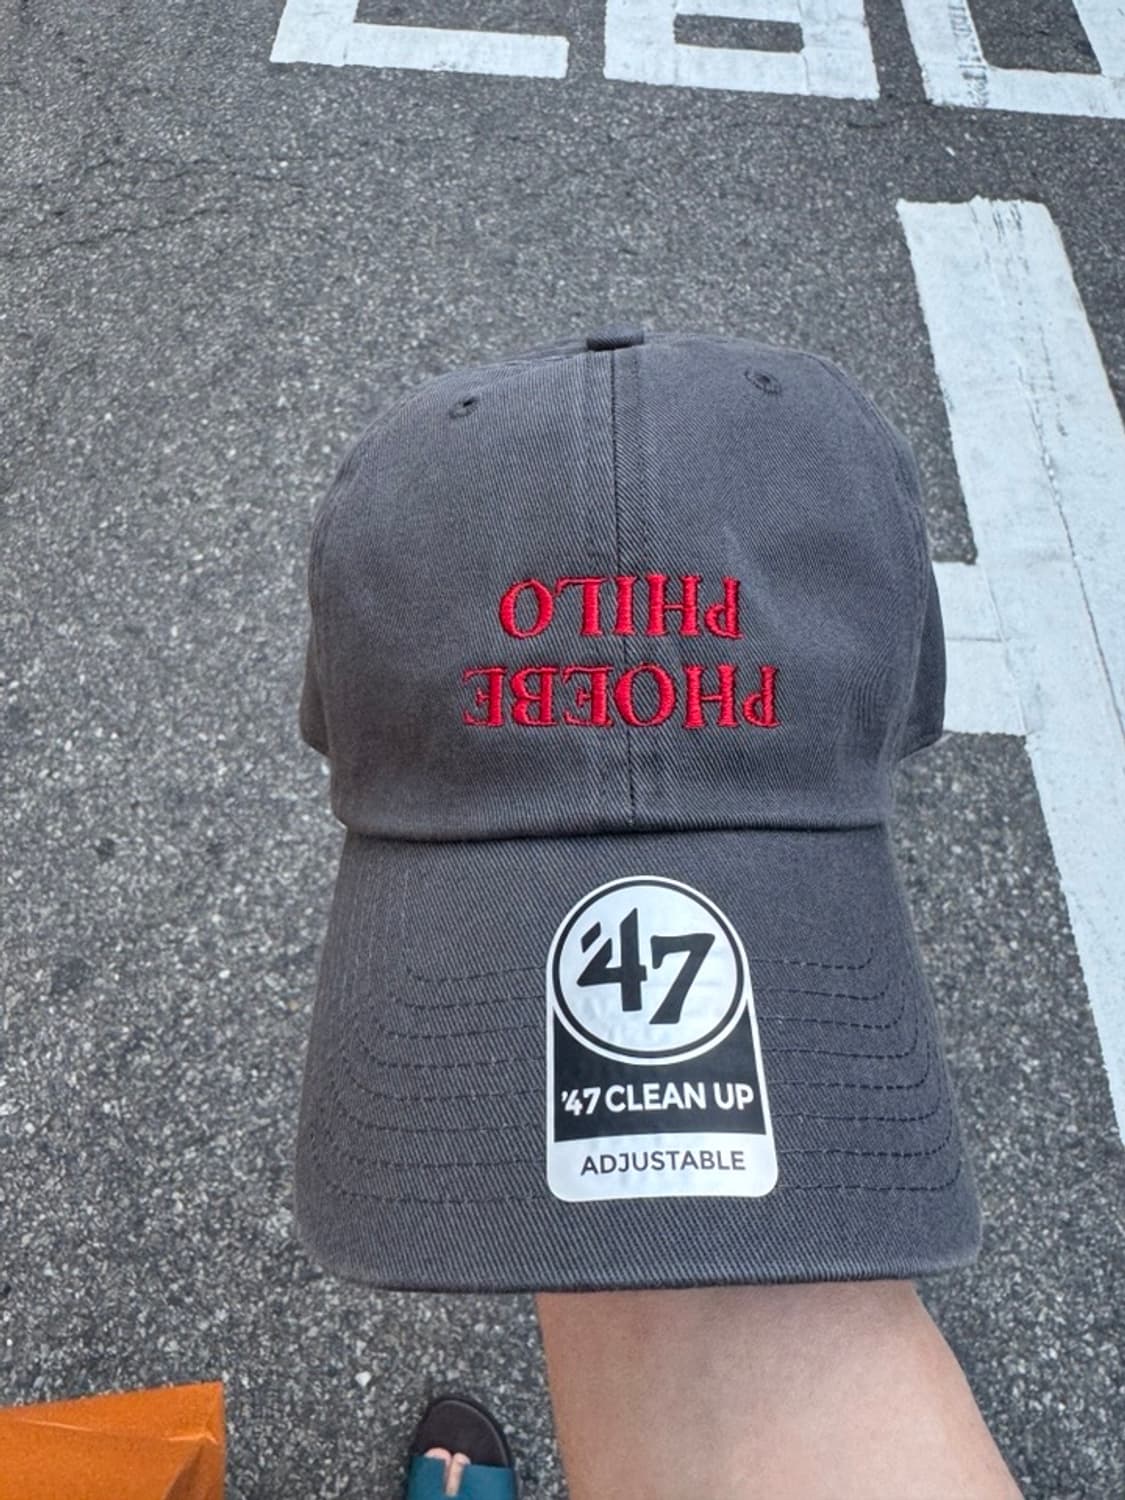 PHOEBE
PHILO
'47
'47 CLEAN UP
ADJUSTABLE